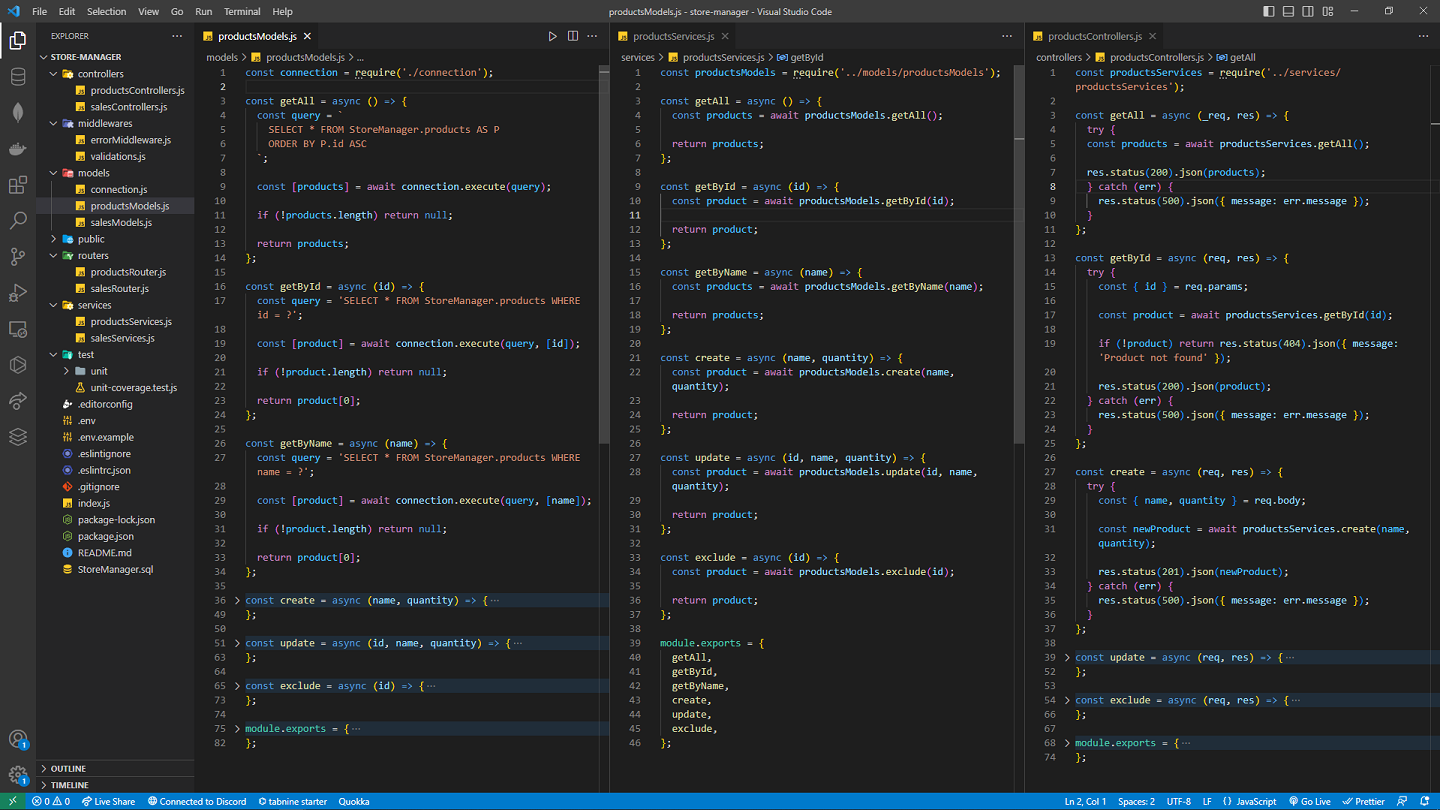 File Edit Selection View Go Run Terminal Help
productsModels.js - store-manager - Visual Studio Code
EXPLORER
STORE-MANAGER
controllers
productsControllers.js
salesControllers.js
middlewares
errorMiddleware.js
validations.js
models
connection.js
productsModels.js
salesModels.js
public
routers
productsRouter.js
salesRouter.js
services
productsServices.js
salesServices.js
test
unit
unit-coverage.test.js
.editorconfig
.env
.env.example
.eslintignore
.eslintrc.json
.gitignore
index.js
package-lock.json
package.json
README.md
StoreManager.sql
OUTLINE
TIMELINE
productsModels.js
models > productsModels.js > ...
1 const connection = require('./connection');
2
3 const getAll = async () => {
4 const query = `
5 SELECT * FROM StoreManager.products AS P
6 ORDER BY P.id ASC
7 `;
8
9 const [products] = await connection.execute(query);
10
11 if (!products.length) return null;
12
13 return products;
14 };
15
16 const getById = async (id) => {
17 const query = 'SELECT * FROM StoreManager.products WHERE
id = ?';
18
19 const [product] = await connection.execute(query, [id]);
20
21 if (!product.length) return null;
22
23 return product[0];
24 };
25
26 const getByName = async (name) => {
27 const query = 'SELECT * FROM StoreManager.products WHERE
name = ?';
28
29 const [product] = await connection.execute(query, [name]);
30
31 if (!product.length) return null;
32
33 return product[0];
34 };
35
36 const create = async (name, quantity) => {⋯
49 };
50
51 const update = async (id, name, quantity) => {⋯
63 };
64
65 const exclude = async (id) => {⋯
73 };
74
75 module.exports = {⋯
82 };
productsServices.js
services > productsServices.js > getById
1 const productsModels = require('../models/productsModels');
2
3 const getAll = async () => {
4 const products = await productsModels.getAll();
5
6 return products;
7 };
8
9 const getById = async (id) => {
10 const product = await productsModels.getById(id);
11
12 return product;
13 };
14
15 const getByName = async (name) => {
16 const products = await productsModels.getByName(name);
17
18 return products;
19 };
20
21 const create = async (name, quantity) => {
22 const product = await productsModels.create(name,
quantity);
23
24 return product;
25 };
26
27 const update = async (id, name, quantity) => {
28 const product = await productsModels.update(id, name,
quantity);
29
30 return product;
31 };
32
33 const exclude = async (id) => {
34 const product = await productsModels.exclude(id);
35
36 return product;
37 };
38
39 module.exports = {
40 getAll,
41 getById,
42 getByName,
43 create,
44 update,
45 exclude,
46 };
productsControllers.js
controllers > productsControllers.js > getAll
1 const productsServices = require('../services/
productsServices');
2
3 const getAll = async (_req, res) => {
4 try {
5 const products = await productsServices.getAll();
6
7 res.status(200).json(products);
8 } catch (err) {
9 res.status(500).json({ message: err.message });
10 }
11 };
12
13 const getById = async (req, res) => {
14 try {
15 const { id } = req.params;
16
17 const product = await productsServices.getById(id);
18
19 if (!product) return res.status(404).json({ message:
'Product not found' });
20
21 res.status(200).json(product);
22 } catch (err) {
23 res.status(500).json({ message: err.message });
24 }
25 };
26
27 const create = async (req, res) => {
28 try {
29 const { name, quantity } = req.body;
30
31 const newProduct = await productsServices.create(name,
quantity);
32
33 res.status(201).json(newProduct);
34 } catch (err) {
35 res.status(500).json({ message: err.message });
36 }
37 };
38
39 const update = async (req, res) => {⋯
52 };
53
54 const exclude = async (req, res) => {⋯
66 };
67
68 module.exports = {⋯
74 };
1
1
0 0 Live Share Connected to Discord tabnine starter Quokka
Ln 2, Col 1 Spaces: 2 UTF-8 LF JavaScript Go Live Prettier